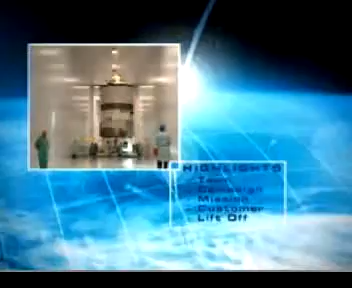 HIGHLIGHTS
- Team
- Campaign
- Mission
- Customer
- Lift Off